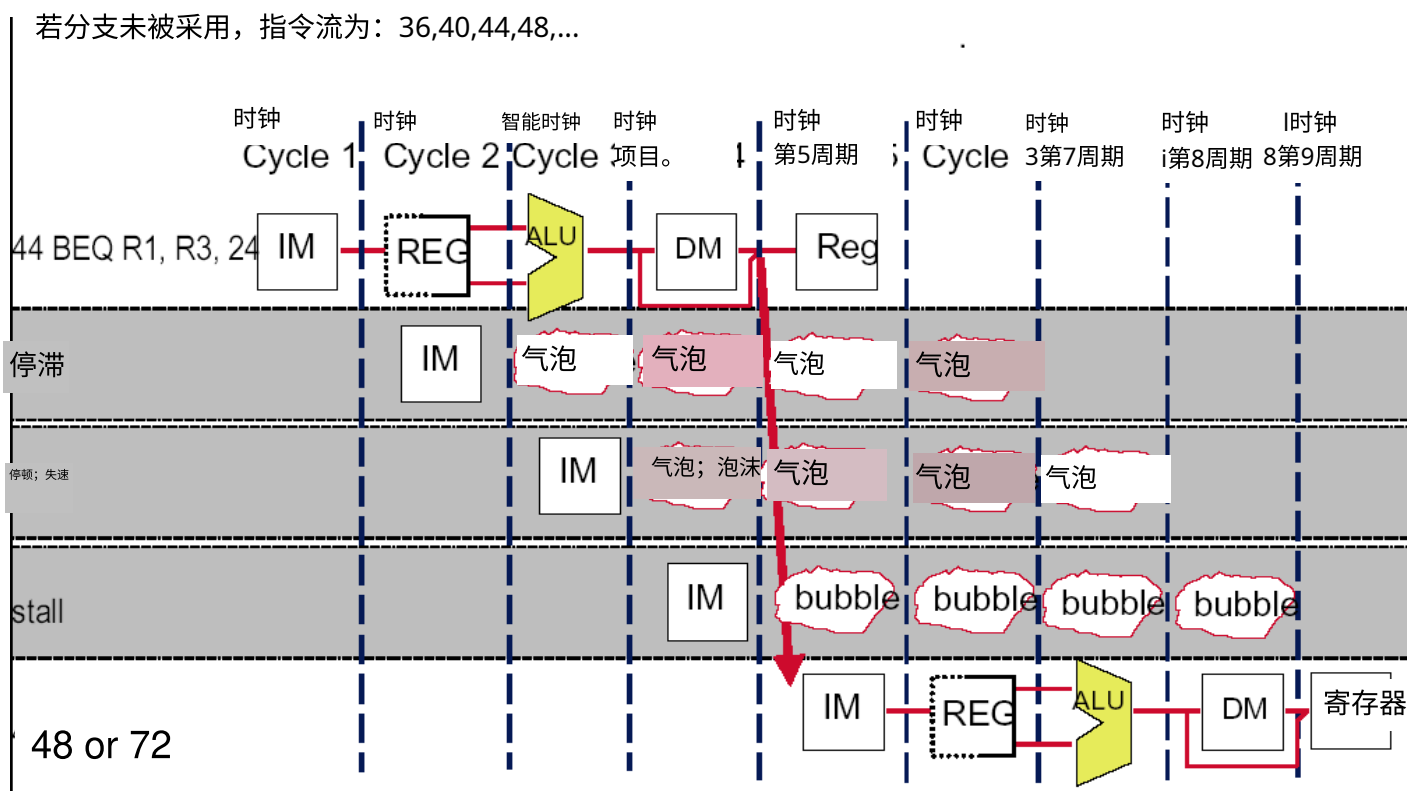 若分支未被采用，指令流为：36,40,44,48,...
时钟 时钟 智能时钟 时钟 时钟 时钟 时钟 时钟 l时钟
Cycle 1 Cycle 2 Cycle 项目。 4 第5周期 Cycle 3第7周期 i第8周期 8第9周期
44 BEQ R1, R3, 24 IM REG ALU DM Reg
停滞 IM 气泡 气泡 气泡 气泡
停顿；失速 IM 气泡；泡沫 气泡 气泡 气泡
stall IM bubble bubble bubble bubble
48 or 72 IM REG ALU DM 寄存器